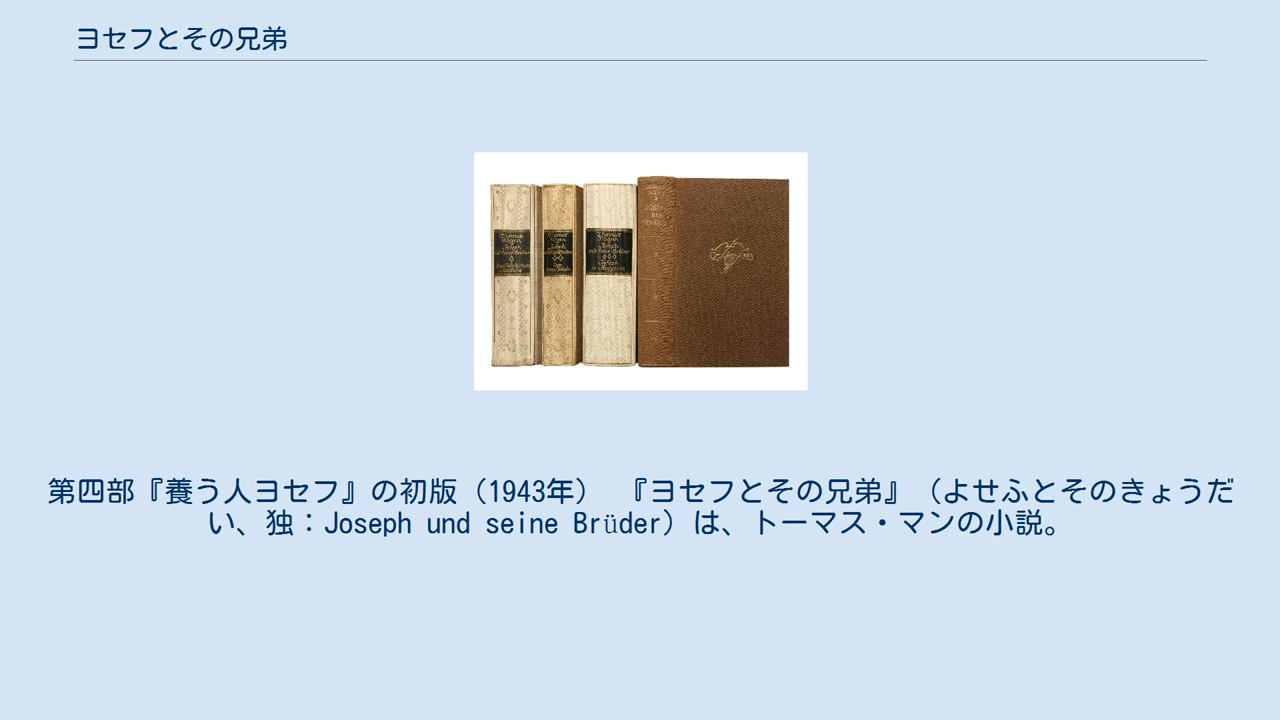 ヨセフとその兄弟
第四部『養う人ヨセフ』の初版（1943年） 『ヨセフとその兄弟』（よせふとそのきょうだ
い、独：Joseph und seine Brüder）は、トーマス・マンの小説。